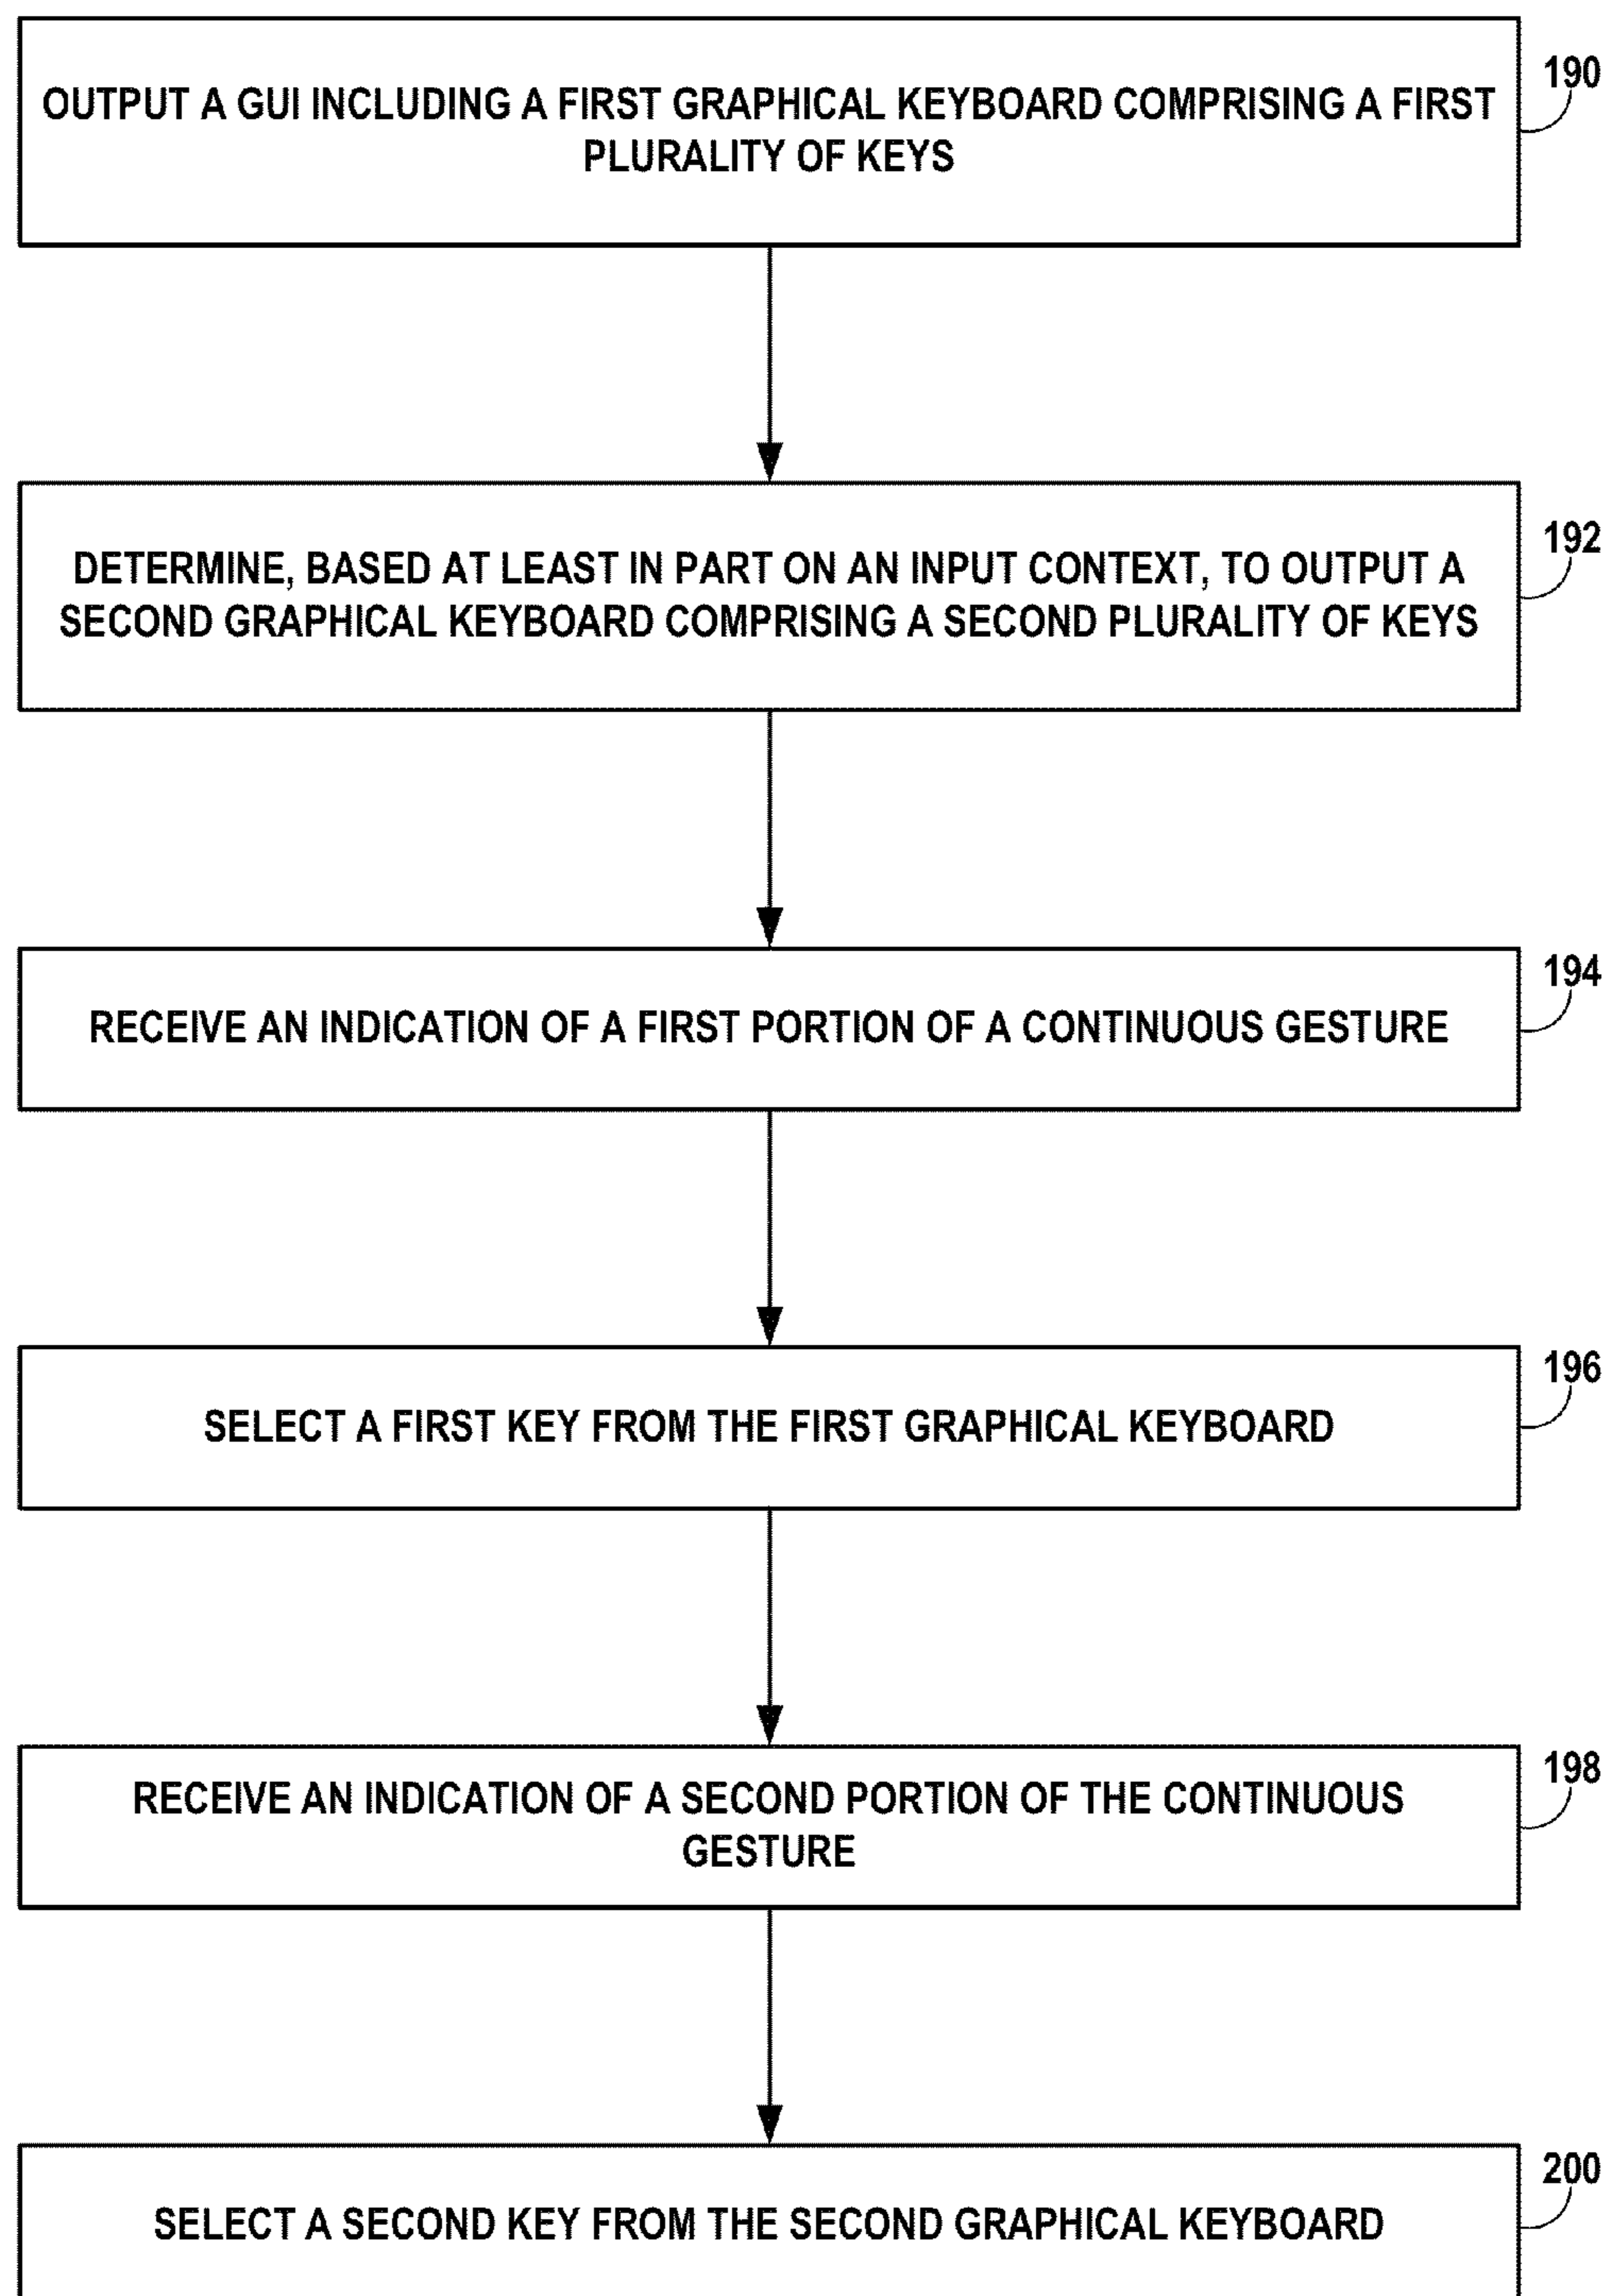 OUTPUT A GUI INCLUDING A FIRST GRAPHICAL KEYBOARD COMPRISING A FIRST
PLURALITY OF KEYS
190
DETERMINE, BASED AT LEAST IN PART ON AN INPUT CONTEXT, TO OUTPUT A
SECOND GRAPHICAL KEYBOARD COMPRISING A SECOND PLURALITY OF KEYS
192
RECEIVE AN INDICATION OF A FIRST PORTION OF A CONTINUOUS GESTURE
194
SELECT A FIRST KEY FROM THE FIRST GRAPHICAL KEYBOARD
196
RECEIVE AN INDICATION OF A SECOND PORTION OF THE CONTINUOUS
GESTURE
198
SELECT A SECOND KEY FROM THE SECOND GRAPHICAL KEYBOARD
200